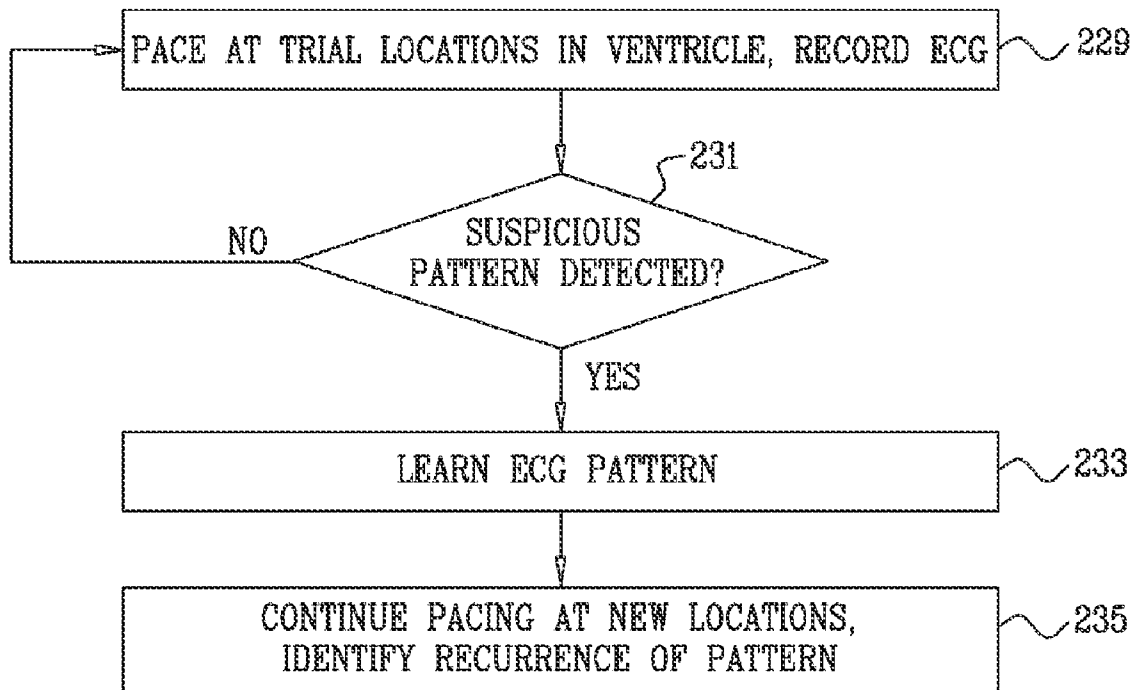 PACE AT TRIAL LOCATIONS IN VENTRICLE, RECORD ECG
229
231
SUSPICIOUS
PATTERN DETECTED?
NO
YES
LEARN ECG PATTERN
233
CONTINUE PACING AT NEW LOCATIONS,
IDENTIFY RECURRENCE OF PATTERN
235